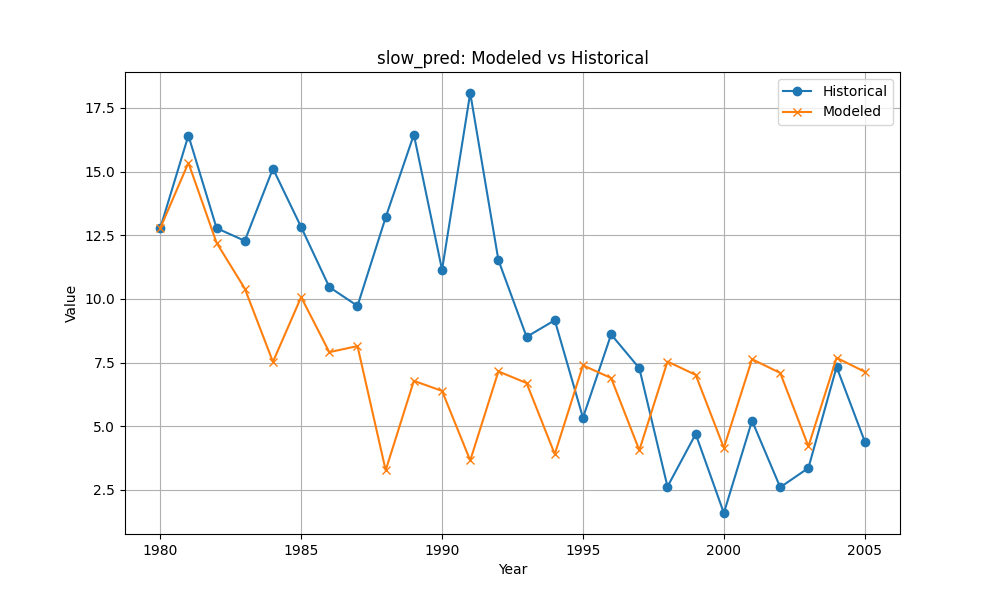 slow_pred: Modeled vs Historical
Historical
Modeled
17.5
15.0
12.5
10.0
7.5
5.0
2.5
Value
1980
1985
1990
1995
2000
2005
Year